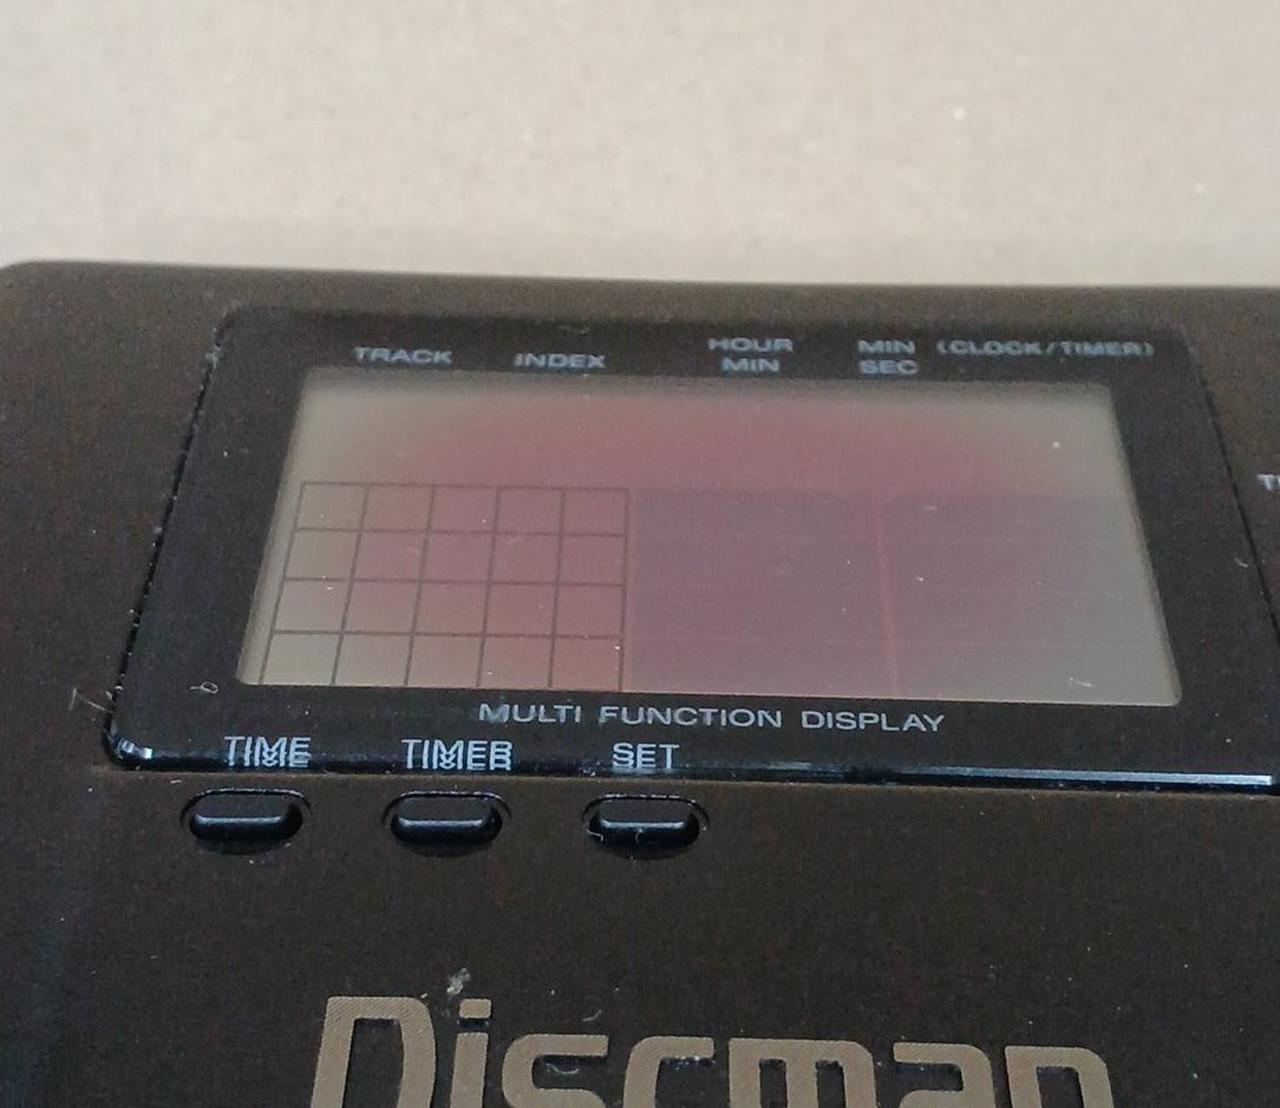 TRACK INDEX HOUR MIN (CLOCK/TIMER)
MIN SEC
MULTI FUNCTION DISPLAY
TIME TIMER SET
Discman